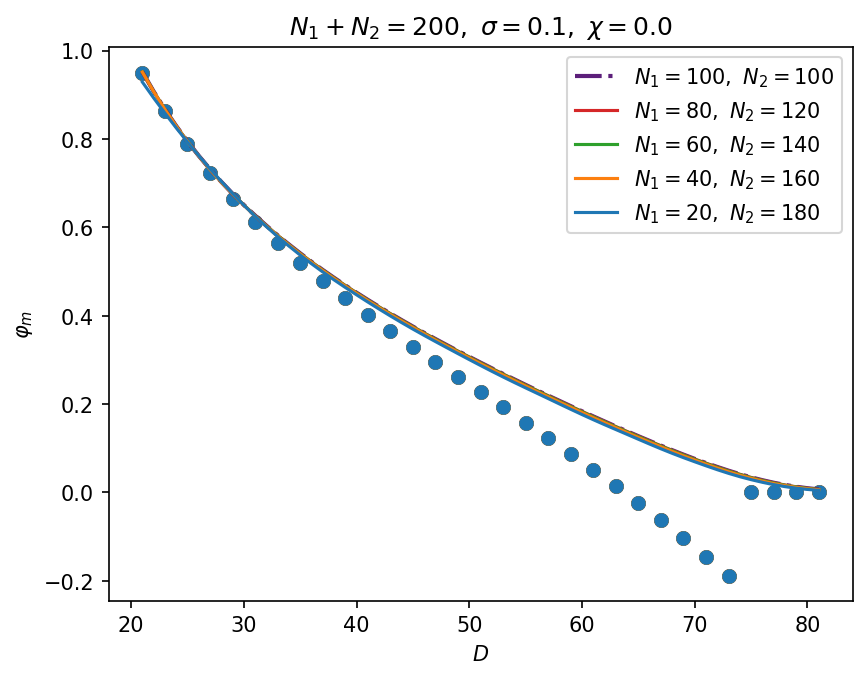 N₁ + N₂ = 200, σ = 0.1, χ = 0.0
N₁ = 100, N₂ = 100
N₁ = 80, N₂ = 120
N₁ = 60, N₂ = 140
N₁ = 40, N₂ = 160
N₁ = 20, N₂ = 180
1.0
0.8
0.6
0.4
0.2
0.0
−0.2
φₘ
20 30 40 50 60 70 80
D